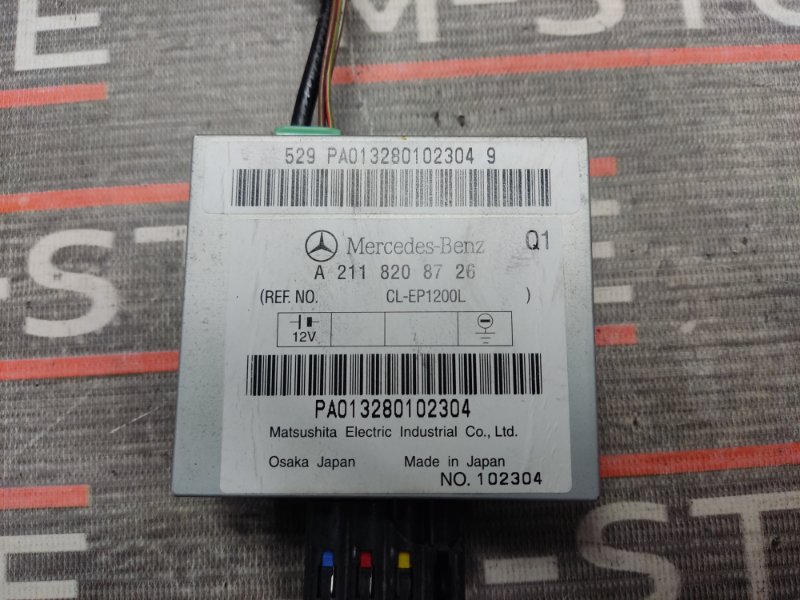 529 PA013280102304 9
Mercedes-Benz Q1
A 211 820 87 26
(REF. NO. CL-EP1200L )
12V
PA013280102304
Matsushita Electric Industrial Co., Ltd.
Osaka Japan Made in Japan
NO. 102304